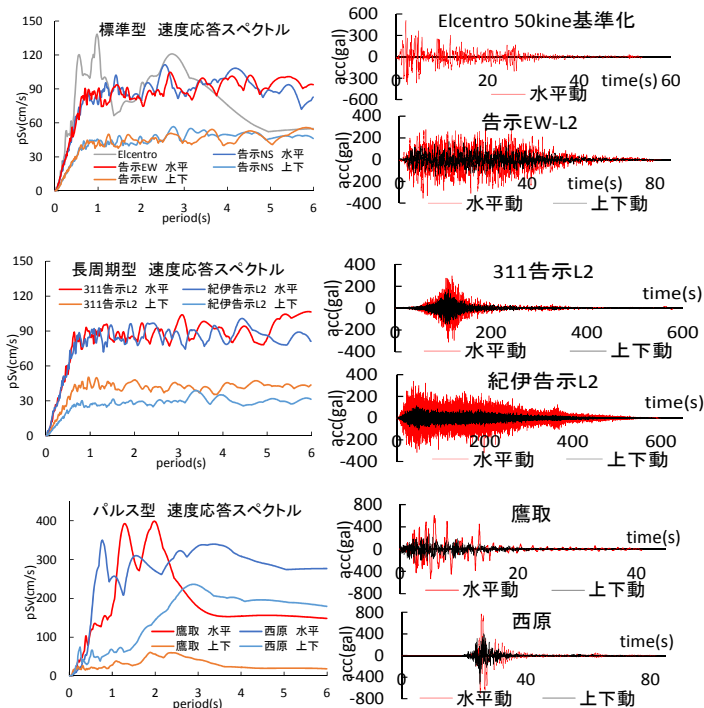 標準型 速度応答スペクトル
150
120
90
60
30
0
pSv(cm/s)
Elcentro
告示NS 水平
告示EW 水平
告示NS 上下
告示EW 上下
0 1 2 3 4 5 6
period(s)
Elcentro 50kine基準化
600
300
0
-300
-600
acc(gal)
0 20 40 60
time(s)
水平動
告示EW-L2
400
200
0
-200
-400
acc(gal)
0 20 40 80
time(s)
水平動 上下動
長周期型 速度応答スペクトル
150
120
90
60
30
0
pSv(cm/s)
311告示L2 水平
紀伊告示L2 水平
311告示L2 上下
紀伊告示L2 上下
0 1 2 3 4 5 6
period(s)
311告示L2
400
200
0
-200
-400
acc(gal)
time(s)
0 200 400 600
水平動 上下動
紀伊告示L2
400
200
0
-200
-400
acc(gal)
time(s)
0 200 400 600
水平動 上下動
パルス型 速度応答スペクトル
400
300
200
100
0
pSv(cm/s)
鷹取 水平
西原 水平
鷹取 上下
西原 上下
0 1 2 3 4 5 6
period(s)
鷹取
800
400
0
-400
-800
acc(gal)
time(s)
0 20 40
水平動 上下動
西原
800
400
0
-400
-800
acc(gal)
time(s)
0 20 40 60 80
水平動 上下動